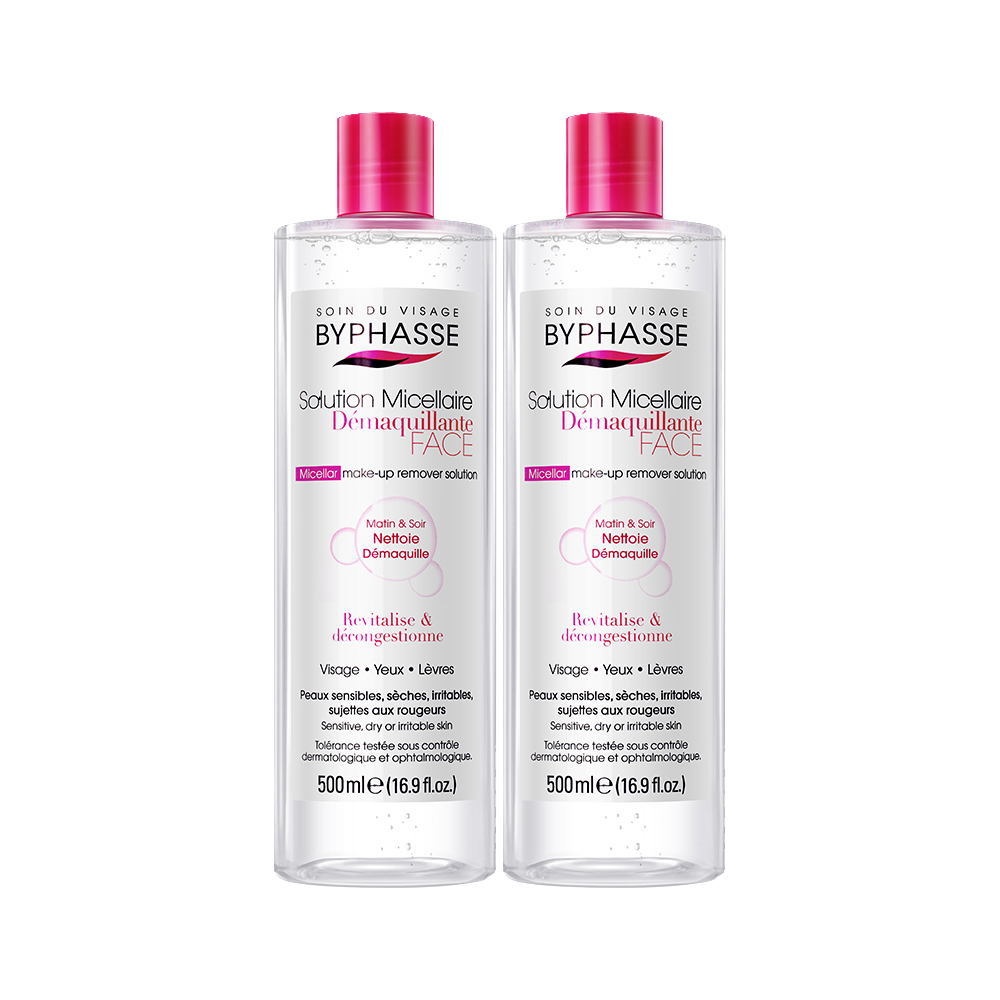 SOIN DU VISAGE
BYPHASSE
Solution Micellaire
Démaquillante
FACE
Micellar make-up remover solution
Matin & Soir
Nettoie
Démaquille
Revitalise &
décongestionne
Visage • Yeux • Lèvres
Peaux sensibles, sèches, irritables,
sujettes aux rougeurs
Sensitive, dry or irritable skin
Tolérance testée sous contrôle
dermatologique et ophtalmologique.
500 ml e (16.9 fl.oz.)
SOIN DU VISAGE
BYPHASSE
Solution Micellaire
Démaquillante
FACE
Micellar make-up remover solution
Matin & Soir
Nettoie
Démaquille
Revitalise &
décongestionne
Visage • Yeux • Lèvres
Peaux sensibles, sèches, irritables,
sujettes aux rougeurs
Sensitive, dry or irritable skin
Tolérance testée sous contrôle
dermatologique et ophtalmologique.
500 ml e (16.9 fl.oz.)